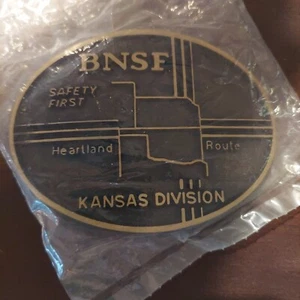 BNSF
SAFETY
FIRST
Heartland Route
KANSAS DIVISION